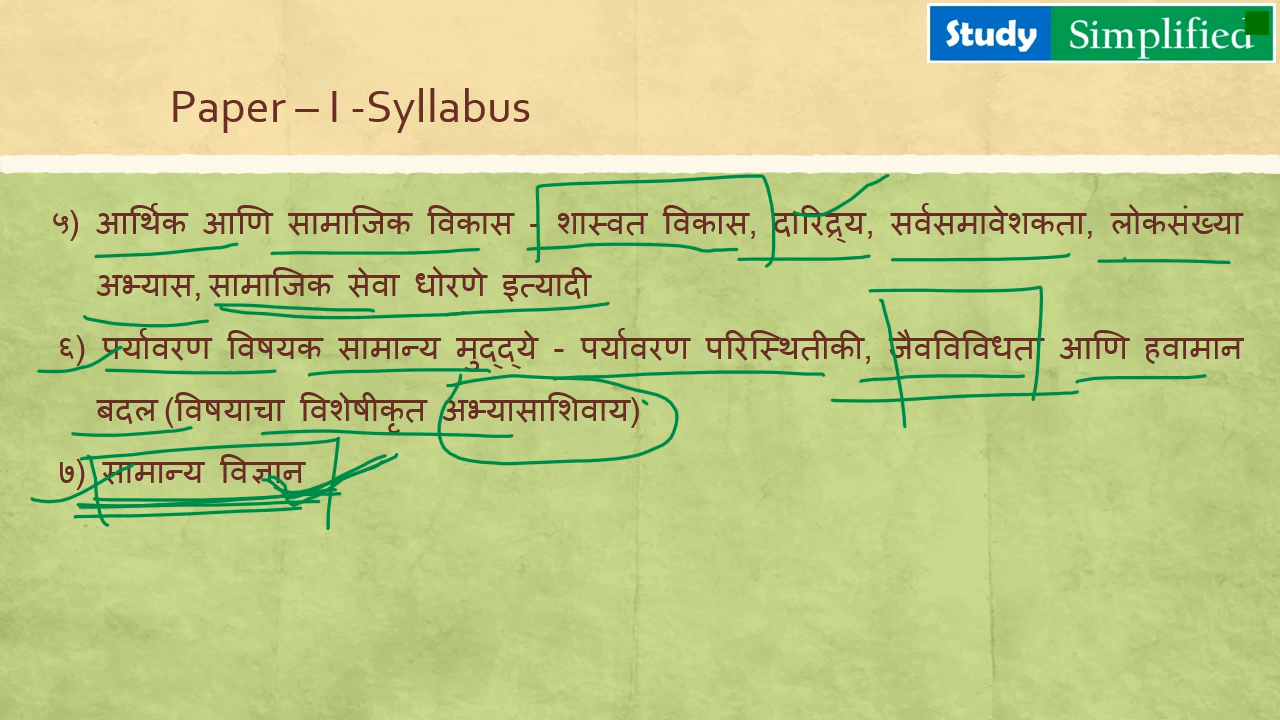 Study Simplified
Paper – I -Syllabus
५) आर्थिक आणि सामाजिक विकास - शास्वत विकास, दारिद्र्य, सर्वसमावेशकता, लोकसंख्या
अभ्यास, सामाजिक सेवा धोरणे इत्यादी
६) पर्यावरण विषयक सामान्य मुद्द्ये - पर्यावरण परिस्थितीकी, जैवविविधता आणि हवामान
बदल (विषयाचा विशेषीकृत अभ्यासाशिवाय)
७) सामान्य विज्ञान